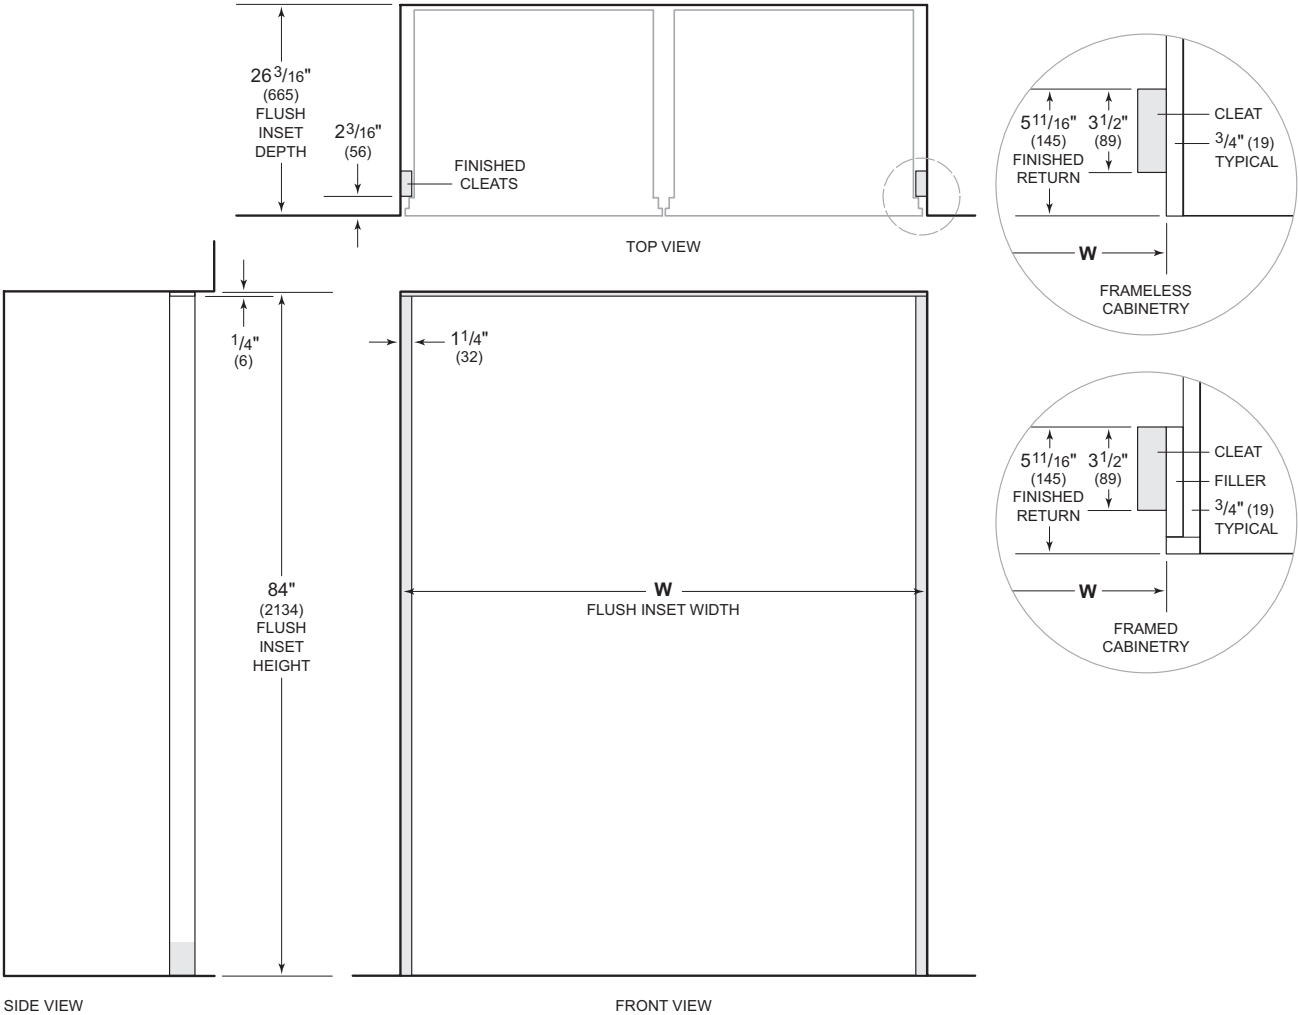 26 3/16"
(665)
FLUSH
INSET
DEPTH
2 3/16"
(56)
FINISHED
CLEATS
TOP VIEW
5 11/16"
(145)
FINISHED
RETURN
3 1/2"
(89)
CLEAT
3/4" (19)
TYPICAL
W
FRAMELESS
CABINETRY
1/4"
(6)
1 1/4"
(32)
84"
(2134)
FLUSH
INSET
HEIGHT
W
FLUSH INSET WIDTH
5 11/16"
(145)
FINISHED
RETURN
3 1/2"
(89)
CLEAT
FILLER
3/4" (19)
TYPICAL
W
FRAMED
CABINETRY
SIDE VIEW
FRONT VIEW